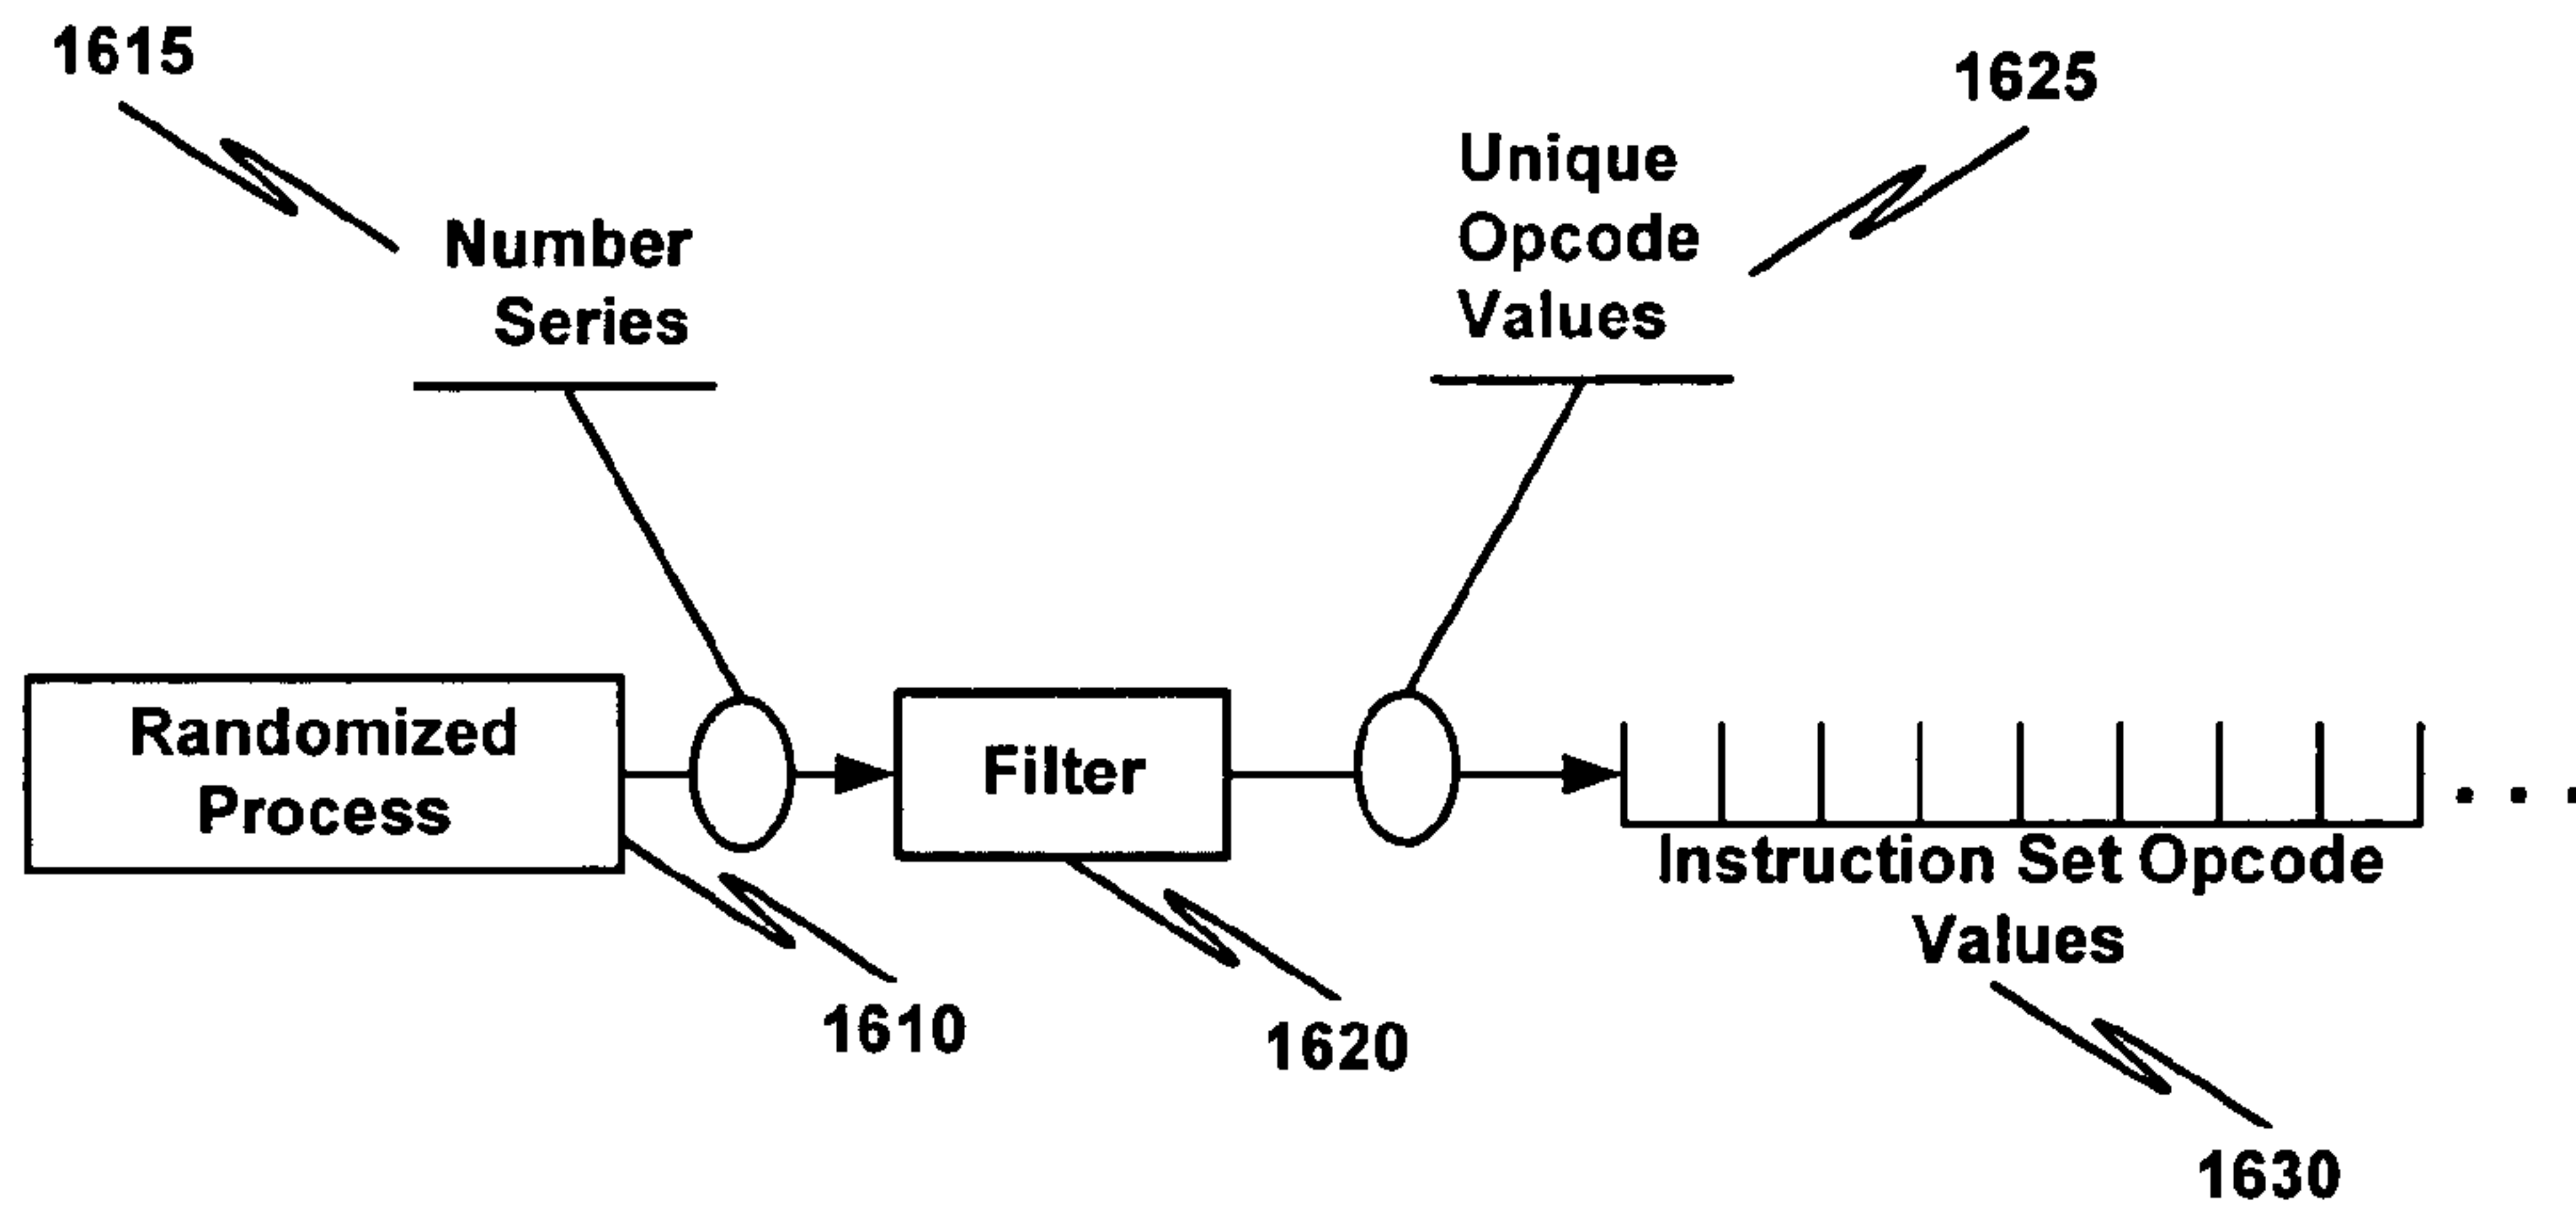 1615
1625
Number
Series
Unique
Opcode
Values
Randomized
Process
Filter
Instruction Set Opcode
Values
1610
1620
1630